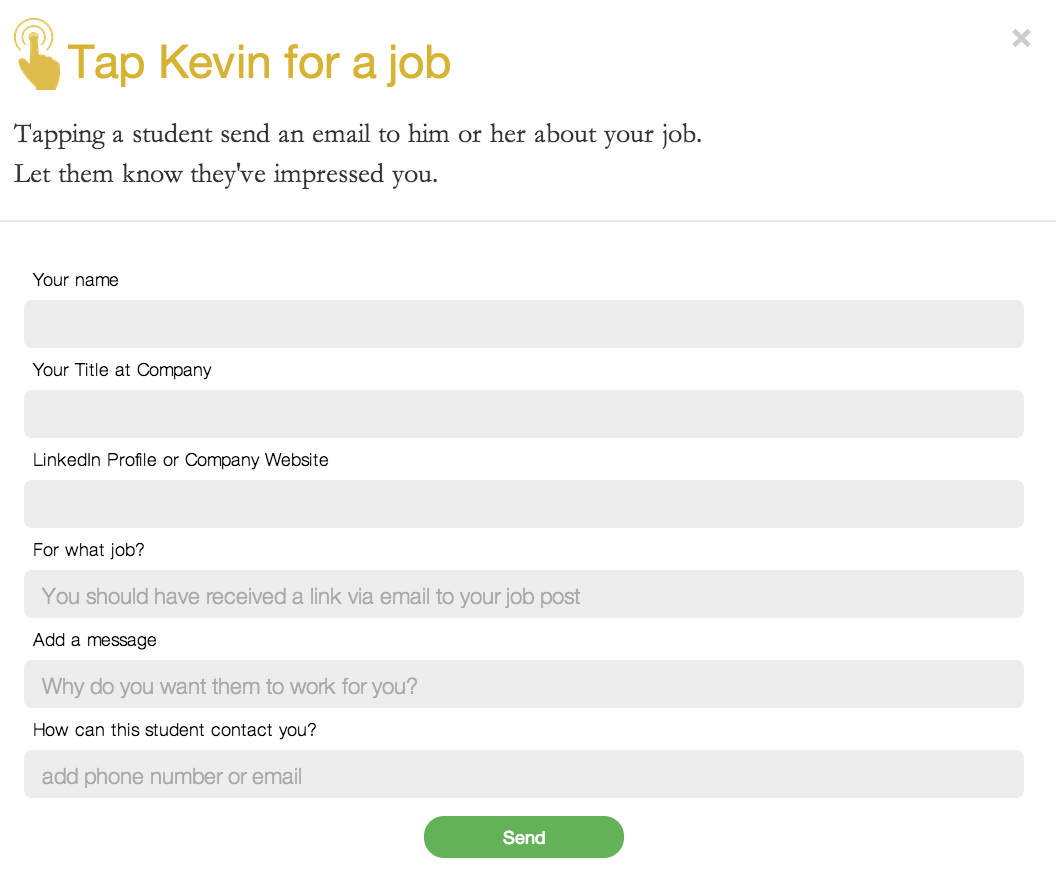 Tap Kevin for a job
Tapping a student send an email to him or her about your job.
Let them know they've impressed you.
Your name
Your Title at Company
LinkedIn Profile or Company Website
For what job?
You should have received a link via email to your job post
Add a message
Why do you want them to work for you?
How can this student contact you?
add phone number or email
Send